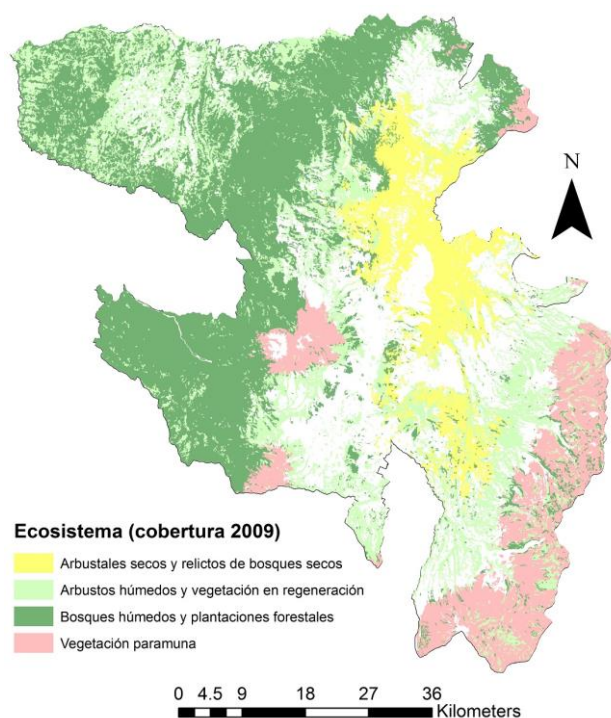 N
Ecosistema (cobertura 2009)
Arbustales secos y relictos de bosques secos
Arbustos húmedos y vegetación en regeneración
Bosques húmedos y plantaciones forestales
Vegetación paramuna
0 4.5 9 18 27 36
Kilometers